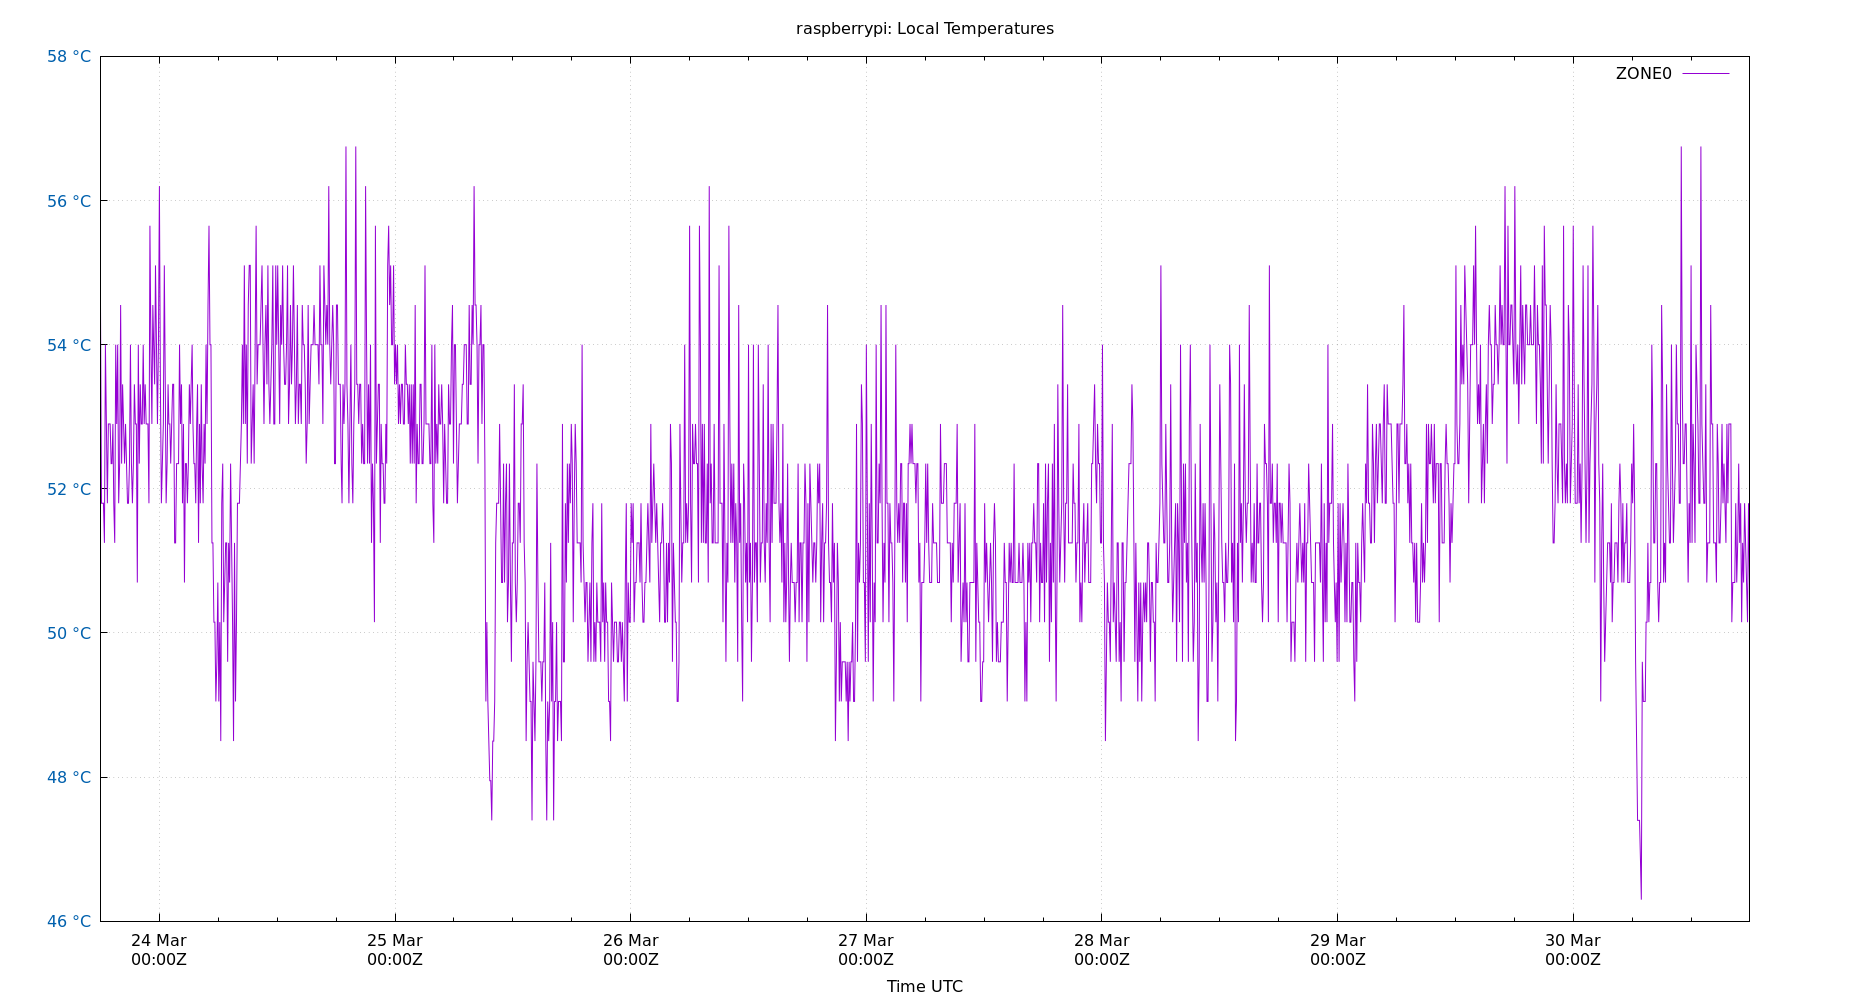 raspberrypi: Local Temperatures
58 °C
ZONE0
56 °C
54 °C
52 °C
50 °C
48 °C
46 °C
24 Mar 25 Mar 26 Mar 27 Mar 28 Mar 29 Mar 30 Mar
00:00Z 00:00Z 00:00Z 00:00Z 00:00Z 00:00Z 00:00Z
Time UTC